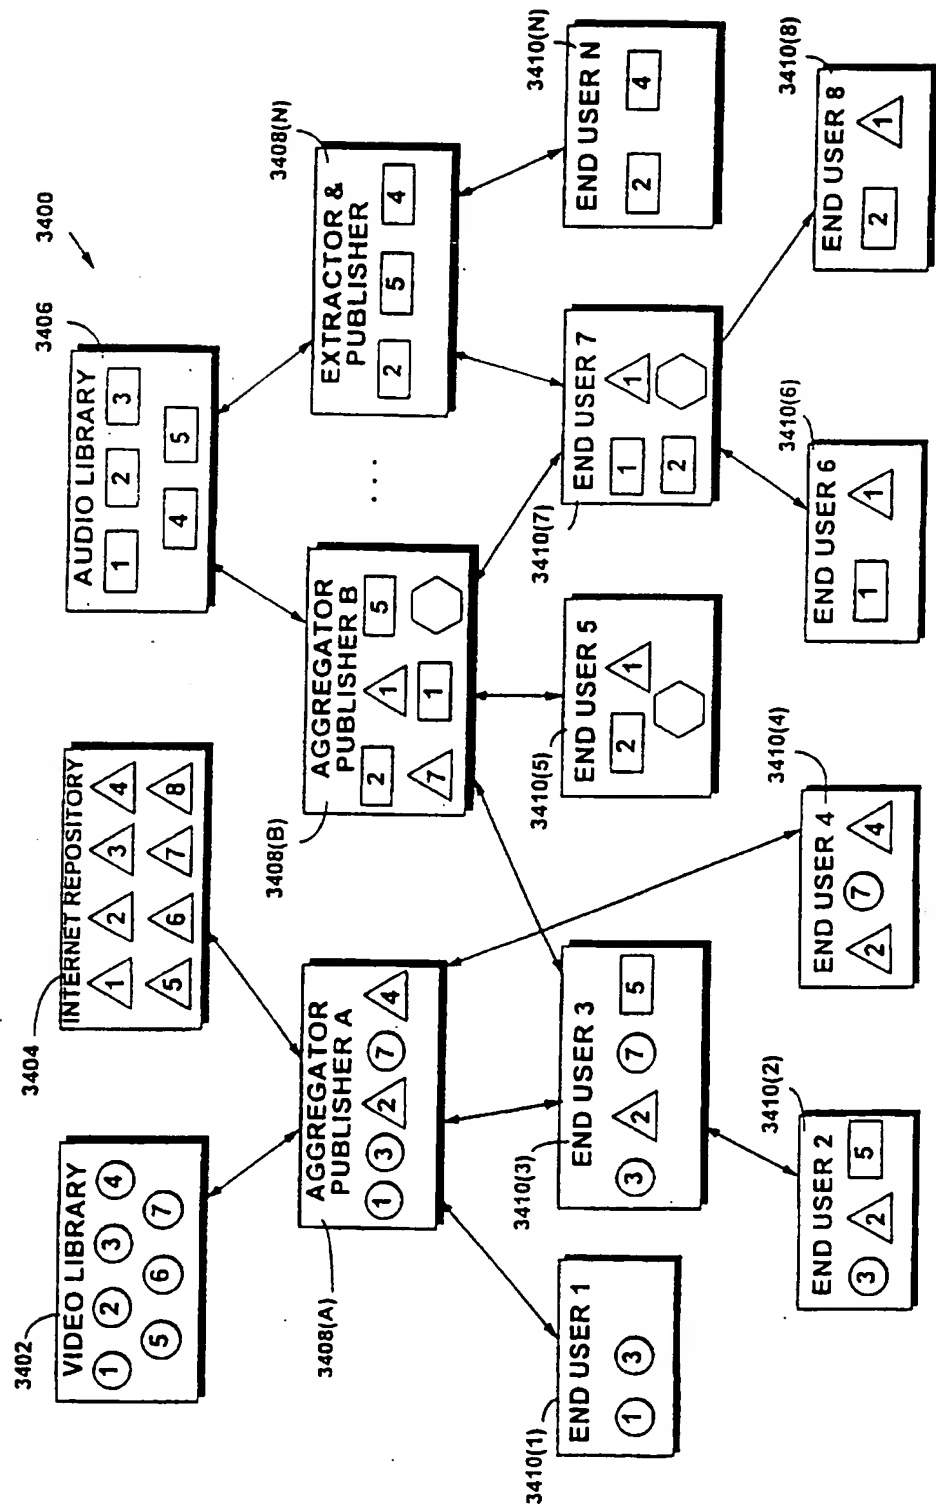 3400
3402
VIDEO LIBRARY
1 2 3 4
5 6 7
3404
INTERNET REPOSITORY
1 2 3 4
5 6 7 8
3406
AUDIO LIBRARY
1 2 3
4 5
3408(A)
AGGREGATOR
PUBLISHER A
1 3 2 7 4
3408(B)
AGGREGATOR
PUBLISHER B
2 1 5
7 1
. . .
3408(N)
EXTRACTOR &
PUBLISHER
2 5 4
3410(1)
END USER 1
1 3
3410(3)
END USER 3
3 2 7 5
3410(5)
END USER 5
2 1
3410(7)
END USER 7
1 1
2
3410(N)
END USER N
2 4
3410(2)
END USER 2
3 2 5
3410(4)
END USER 4
2 7 4
3410(6)
END USER 6
1 1
3410(8)
END USER 8
2 1